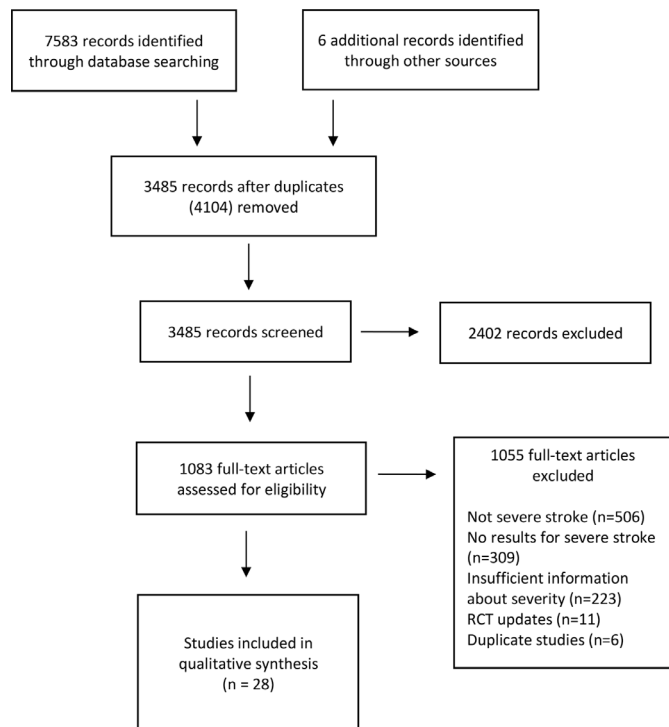 7583 records identified
through database searching
6 additional records identified
through other sources
3485 records after duplicates
(4104) removed
3485 records screened
2402 records excluded
1083 full-text articles
assessed for eligibility
1055 full-text articles
excluded
Not severe stroke (n=506)
No results for severe stroke
(n=309)
Insufficient information
about severity (n=223)
RCT updates (n=11)
Duplicate studies (n=6)
Studies included in
qualitative synthesis
(n = 28)